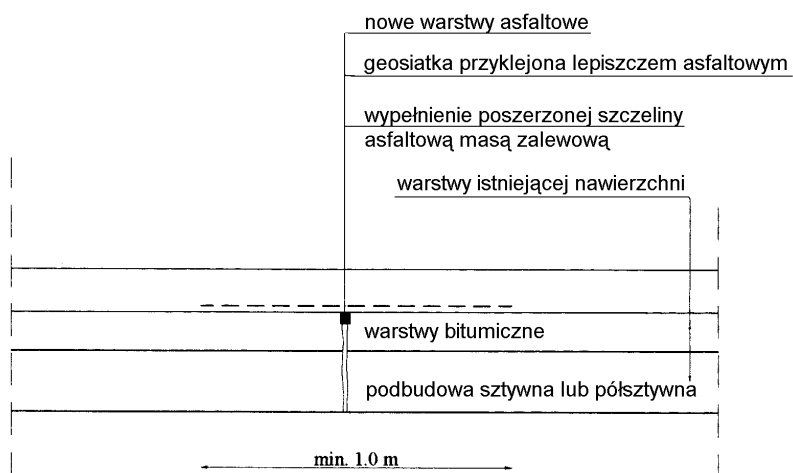 nowe warstwy asfaltowe
geosiatka przyklejona lepiszczem asfaltowym
wypełnienie poszerzonej szczeliny
asfaltową masą zalewową
warstwy istniejącej nawierzchni
warstwy bitumiczne
podbudowa sztywna lub półsztywna
min. 1.0 m